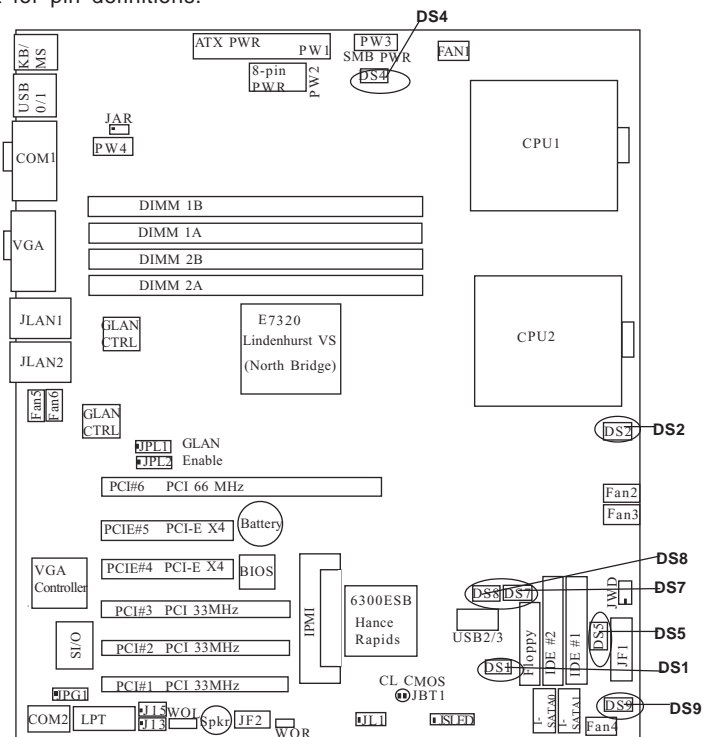 for pin definitions.
DS4
KB/
MS
ATX PWR
PW1
PW3
SMB PWR
FAN1
8-pin
PWR
PW2
DS4
USB
0/1
JAR
PW4
COM1
CPU1
DIMM 1B
DIMM 1A
DIMM 2B
DIMM 2A
VGA
JLAN1
GLAN
CTRL
E7320
Lindenhurst VS
(North Bridge)
CPU2
JLAN2
Fan5
Fan6
GLAN
CTRL
DS2
DS2
JPL1
GLAN
JPL2
Enable
PCI#6 PCI 66 MHz
Fan2
Fan3
PCIE#5 PCI-E X4
Battery
VGA
Controller
PCIE#4 PCI-E X4
BIOS
IPMI
6300ESB
Hance
Rapids
DS8
DS8
DS7
DS7
JWD
PCI#3 PCI 33MHz
USB2/3
Floppy
IDE #2
IDE #1
DS5
DS5
JF1
SI/O
PCI#2 PCI 33MHz
DS1
DS1
PCI#1 PCI 33MHz
CL CMOS
JBT1
JPG1
COM2
LPT
J15
J13
WOL
Spkr
JF2
WOR
JL1
JSLED
I-
SATA0
I-
SATA1
DS9
DS9
Fan4